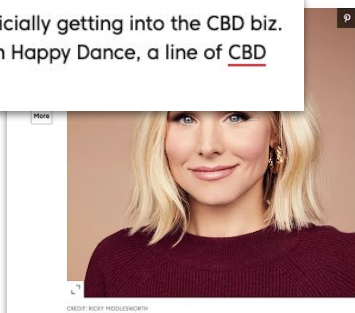 icially getting into the CBD biz.
n Happy Dance, a line of CBD
More
CREDIT: RICKY MIDDLESWORTH